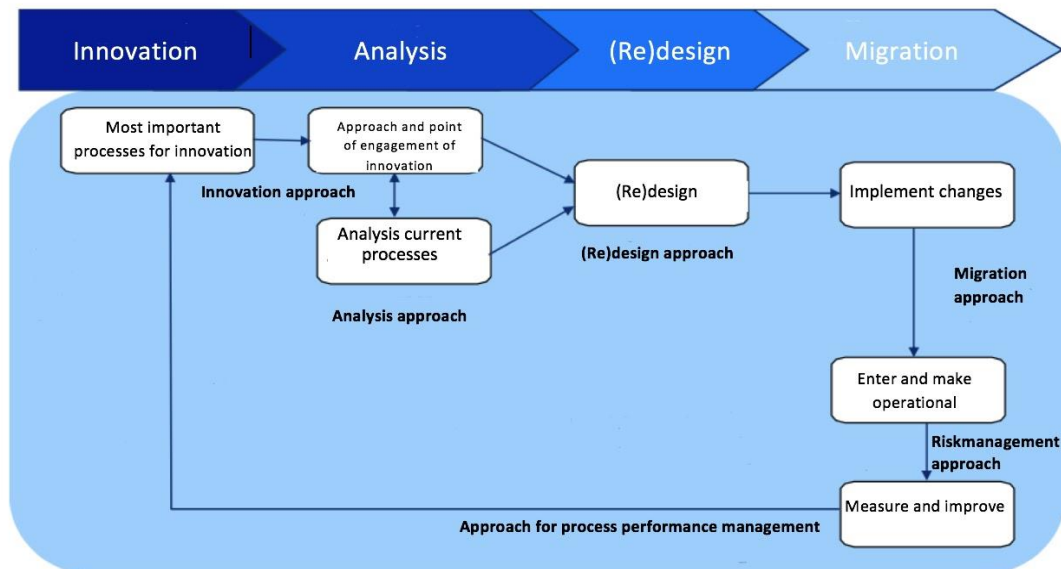 Innovation
Analysis
(Re)design
Migration
Most important
processes for innovation
Approach and point
of engagement of
innovation
Innovation approach
Analysis current
processes
Analysis approach
(Re)design
(Re)design approach
Implement changes
Migration
approach
Enter and make
operational
Riskmanagement
approach
Measure and improve
Approach for process performance management